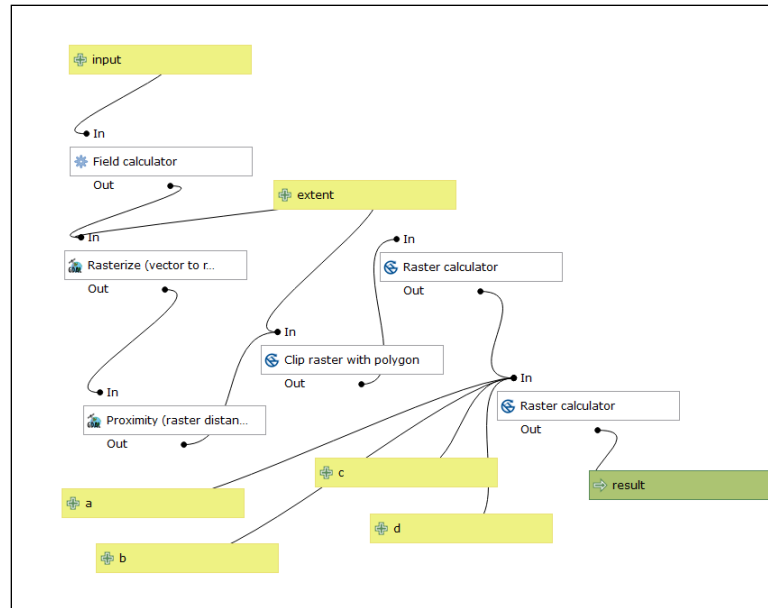 input
In
Field calculator
Out
extent
In
Rasterize (vector to r...
Out
In
Raster calculator
Out
In
Clip raster with polygon
Out
In
Proximity (raster distan...
Out
In
Raster calculator
Out
c
a
result
d
b